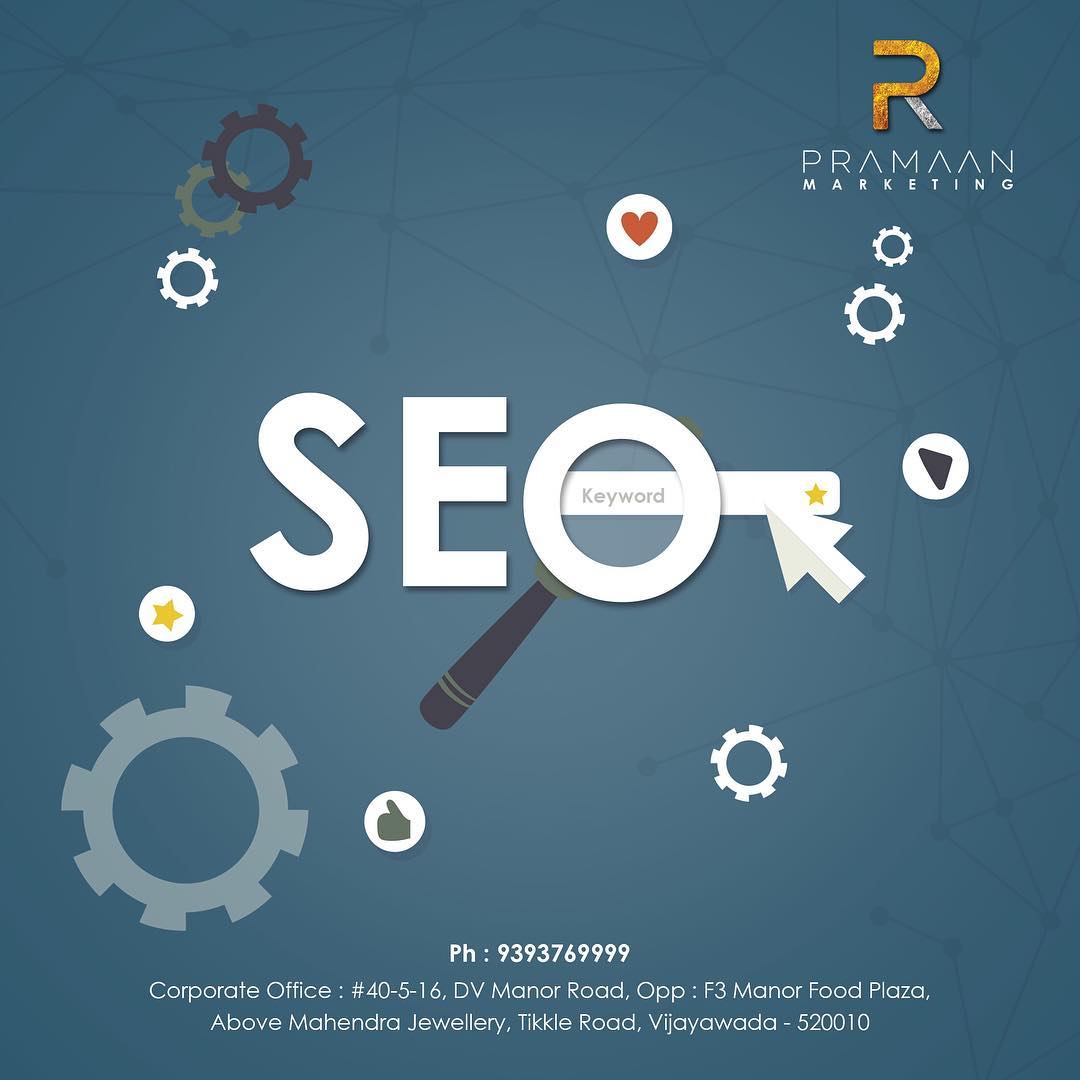 PRAMAAN
MARKETING
SEO
Keyword
Ph : 9393769999
Corporate Office : #40-5-16, DV Manor Road, Opp : F3 Manor Food Plaza,
Above Mahendra Jewellery, Tikkle Road, Vijayawada - 520010